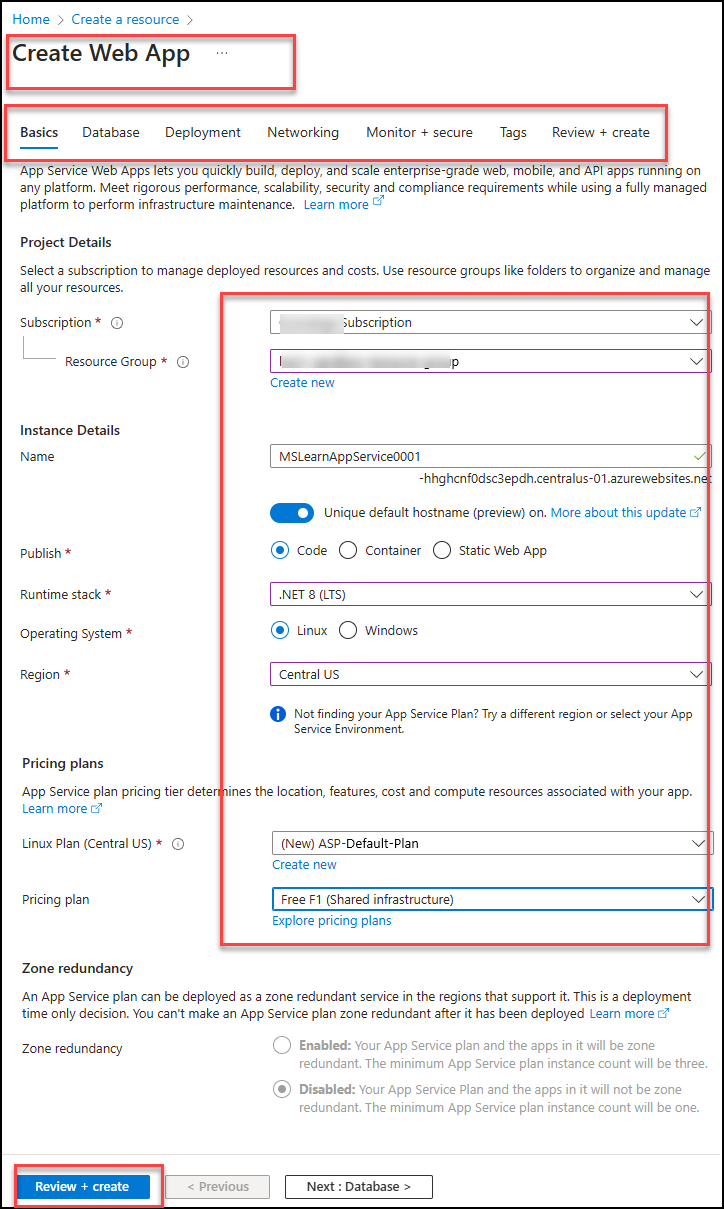 Home > Create a resource >
Create Web App ...
Basics Database Deployment Networking Monitor + secure Tags Review + create
App Service Web Apps lets you quickly build, deploy, and scale enterprise-grade web, mobile, and API apps running on
any platform. Meet rigorous performance, scalability, security and compliance requirements while using a fully managed
platform to perform infrastructure maintenance. Learn more
Project Details
Select a subscription to manage deployed resources and costs. Use resource groups like folders to organize and manage
all your resources.
Subscription * Subscription
Resource Group *
Create new
Instance Details
Name MSLearnAppService0001
-hhghcnf0dsc3epdh.centralus-01.azurewebsites.net
Unique default hostname (preview) on. More about this update
Publish * Code Container Static Web App
Runtime stack * .NET 8 (LTS)
Operating System * Linux Windows
Region * Central US
Not finding your App Service Plan? Try a different region or select your App
Service Environment.
Pricing plans
App Service plan pricing tier determines the location, features, cost and compute resources associated with your app.
Learn more
Linux Plan (Central US) * (New) ASP-Default-Plan
Create new
Pricing plan Free F1 (Shared infrastructure)
Explore pricing plans
Zone redundancy
An App Service plan can be deployed as a zone redundant service in the regions that support it. This is a deployment
time only decision. You can't make an App Service plan zone redundant after it has been deployed Learn more
Zone redundancy Enabled: Your App Service plan and the apps in it will be zone
redundant. The minimum App Service plan instance count will be three.
Disabled: Your App Service Plan and the apps in it will not be zone
redundant. The minimum App Service plan instance count will be one.
Review + create < Previous Next : Database >